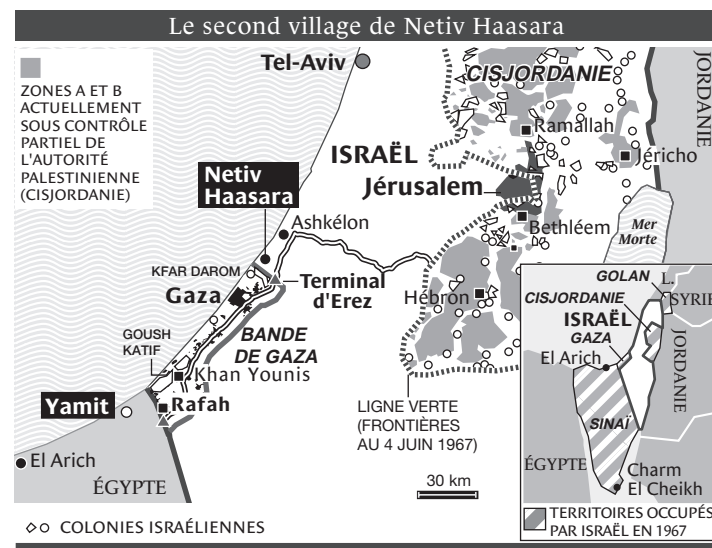 Le second village de Netiv Haasara
ZONES A ET B
ACTUELLEMENT
SOUS CONTRÔLE
PARTIEL DE
L'AUTORITÉ
PALESTINIENNE
(CISJORDANIE)
Tel-Aviv
CISJORDANIE
JORDANIE
Ramallah
Jéricho
ISRAËL
Jérusalem
Netiv
Haasara
Ashkélon
Bethléem
Mer
Morte
KFAR DAROM
Terminal
d'Erez
Gaza
Hébron
GOUSH
KATIF
BANDE
DE GAZA
Khan Younis
Yamit
Rafah
LIGNE VERTE
(FRONTIÈRES
AU 4 JUIN 1967)
El Arich
ÉGYPTE
30 km
COLONIES ISRAÉLIENNES
GOLAN
L.
SYRIE
CISJORDANIE
ISRAËL
GAZA
El Arich
JORDANIE
SINAÏ
ÉGYPTE
Charm
El Cheikh
TERRITOIRES OCCUPÉS
PAR ISRAËL EN 1967